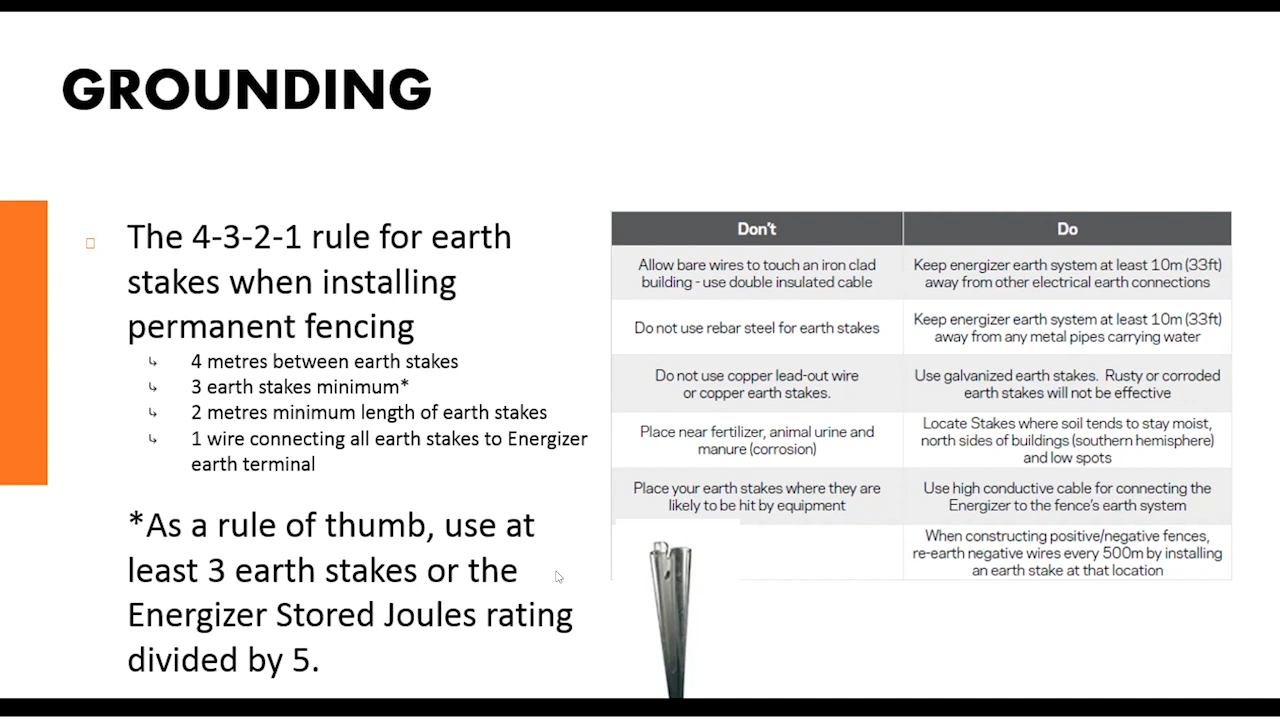 GROUNDING
The 4-3-2-1 rule for earth
stakes when installing
permanent fencing
4 metres between earth stakes
3 earth stakes minimum*
2 metres minimum length of earth stakes
1 wire connecting all earth stakes to Energizer
earth terminal
*As a rule of thumb, use at
least 3 earth stakes or the
Energizer Stored Joules rating
divided by 5.
Don't
Do
Allow bare wires to touch an iron clad
building - use double insulated cable
Keep energizer earth system at least 10m (33ft)
away from other electrical earth connections
Do not use rebar steel for earth stakes
Keep energizer earth system at least 10m (33ft)
away from any metal pipes carrying water
Do not use copper lead-out wire
or copper earth stakes.
Use galvanized earth stakes. Rusty or corroded
earth stakes will not be effective
Place near fertilizer, animal urine and
manure (corrosion)
Locate Stakes where soil tends to stay moist,
north sides of buildings (southern hemisphere)
and low spots
Place your earth stakes where they are
likely to be hit by equipment
Use high conductive cable for connecting the
Energizer to the fence's earth system
When constructing positive/negative fences,
re-earth negative wires every 500m by installing
an earth stake at that location